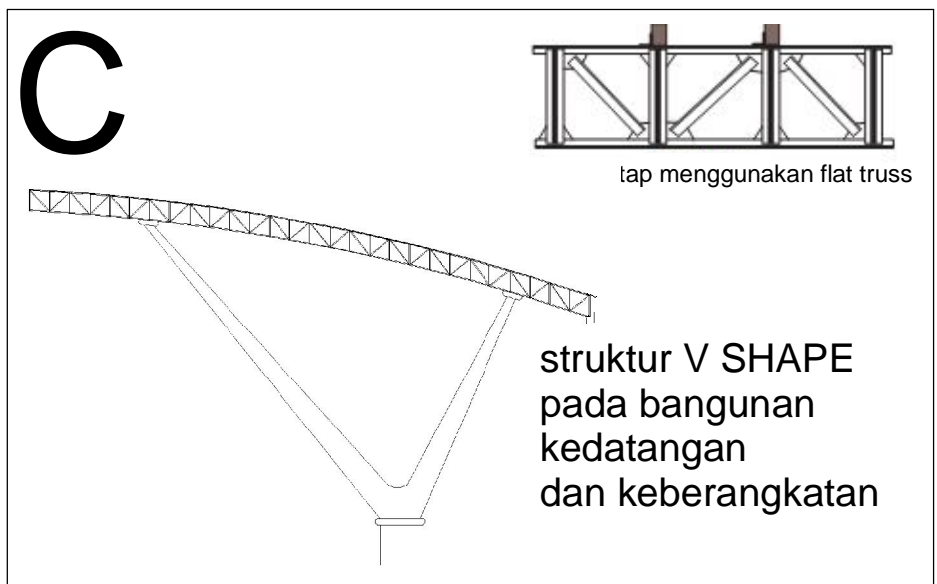 C
tap menggunakan flat truss
struktur V SHAPE
pada bangunan
kedatangan
dan keberangkatan